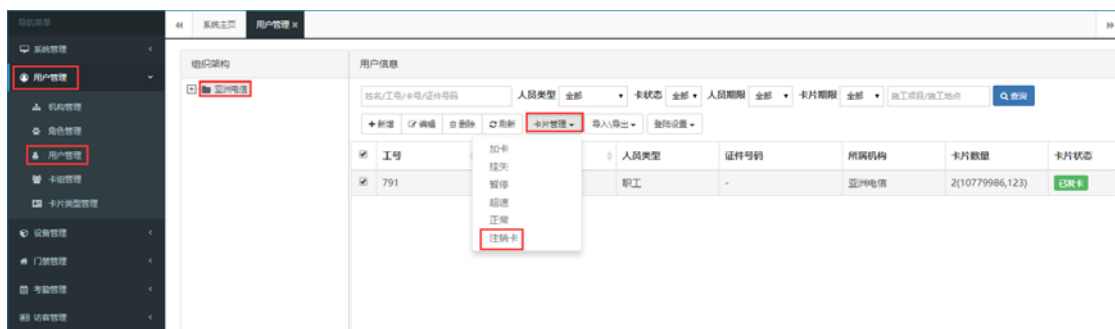 导航菜单
系统主页
用户管理
系统管理
用户管理
机构管理
角色管理
用户管理
卡组管理
卡片类型管理
设备管理
门禁管理
考勤管理
访客管理
组织架构
亚洲电信
用户信息
姓名/工号/卡号/证件号码 人员类型 全部 卡状态 全部 人员期限 全部 卡片期限 全部 施工项目/施工地点 查询
新增 编辑 删除 刷新 卡片管理 导入\导出 登陆设置
工号 人员类型 证件号码 所属机构 卡片数量 卡片状态
791 职工 - 亚洲电信 2(10779986,123) 已发卡
加卡
挂失
暂停
超速
正常
注销卡